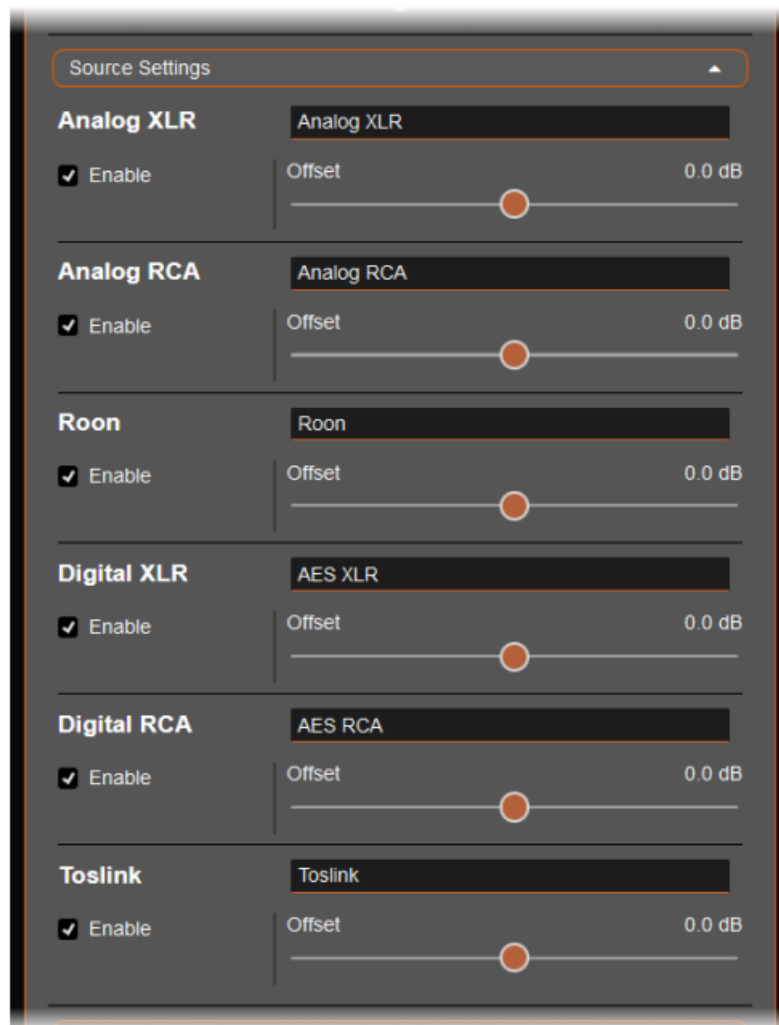 Source Settings
Analog XLR Analog XLR
Enable Offset 0.0 dB
Analog RCA Analog RCA
Enable Offset 0.0 dB
Roon Roon
Enable Offset 0.0 dB
Digital XLR AES XLR
Enable Offset 0.0 dB
Digital RCA AES RCA
Enable Offset 0.0 dB
Toslink Toslink
Enable Offset 0.0 dB